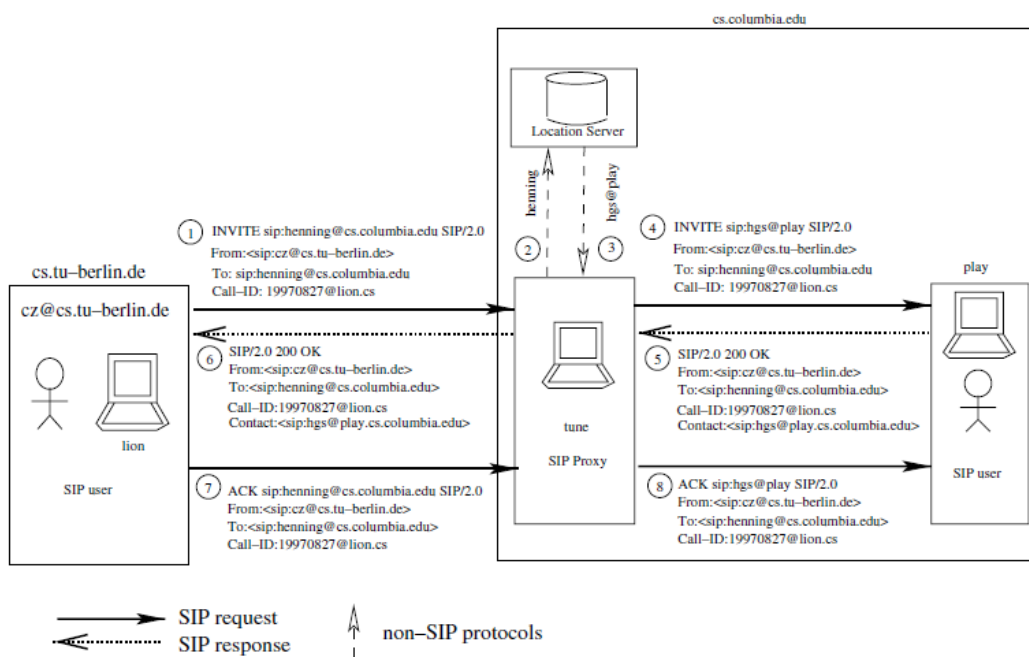 cs.columbia.edu
Location Server
henning
hgs@play
1 INVITE sip:henning@cs.columbia.edu SIP/2.0
From:<sip:cz@cs.tu–berlin.de>
To: sip:henning@cs.columbia.edu
Call–ID: 19970827@lion.cs
2
3
4 INVITE sip:hgs@play SIP/2.0
From:<sip:cz@cs.tu–berlin.de>
To: sip:henning@cs.columbia.edu
Call–ID: 19970827@lion.cs
cs.tu–berlin.de
cz@cs.tu–berlin.de
lion
SIP user
play
SIP user
6 SIP/2.0 200 OK
From:<sip:cz@cs.tu–berlin.de>
To:<sip:henning@cs.columbia.edu>
Call–ID:19970827@lion.cs
Contact:<sip:hgs@play.cs.columbia.edu>
tune
SIP Proxy
5 SIP/2.0 200 OK
From:<sip:cz@cs.tu–berlin.de>
To:<sip:henning@cs.columbia.edu>
Call–ID:19970827@lion.cs
Contact:<sip:hgs@play.cs.columbia.edu>
7 ACK sip:henning@cs.columbia.edu SIP/2.0
From:<sip:cz@cs.tu–berlin.de>
To:<sip:henning@cs.columbia.edu>
Call–ID:19970827@lion.cs
8 ACK sip:hgs@play SIP/2.0
From:<sip:cz@cs.tu–berlin.de>
To:<sip:henning@cs.columbia.edu>
Call–ID:19970827@lion.cs
SIP request
SIP response
non–SIP protocols